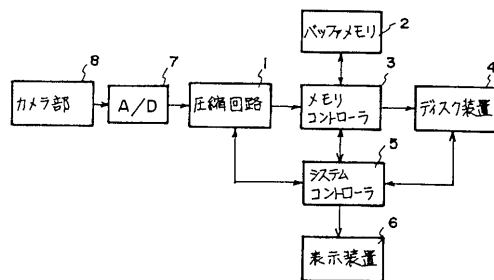 2
バッファメモリ
8
カメラ部
7
A/D
1
圧縮回路
3
メモリ
コントローラ
4
ディスク装置
5
システム
コントローラ
6
表示装置